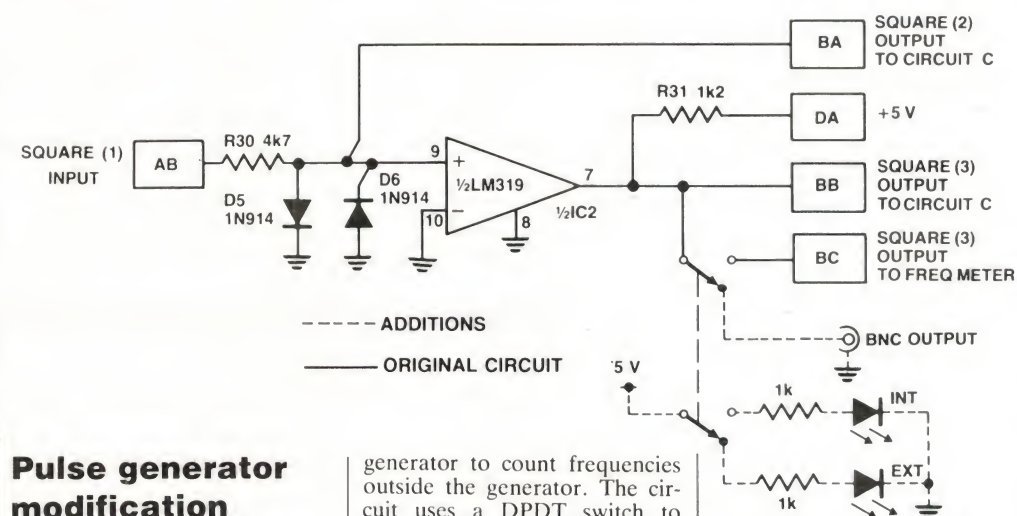 SQUARE (1)
INPUT
AB
R30 4k7
D5
1N914
D6
1N914
9
+
10
−
½LM319
8
7
½IC2
R31 1k2
BA
SQUARE (2)
OUTPUT
TO CIRCUIT C
DA
+5 V
BB
SQUARE (3)
OUTPUT
TO CIRCUIT C
BC
SQUARE (3)
OUTPUT
TO FREQ METER
----- ADDITIONS
ORIGINAL CIRCUIT
BNC OUTPUT
5 V
1k
INT
EXT
1k
Pulse generator
modification
generator to count frequencies
outside the generator. The cir-
cuit uses a DPDT switch to